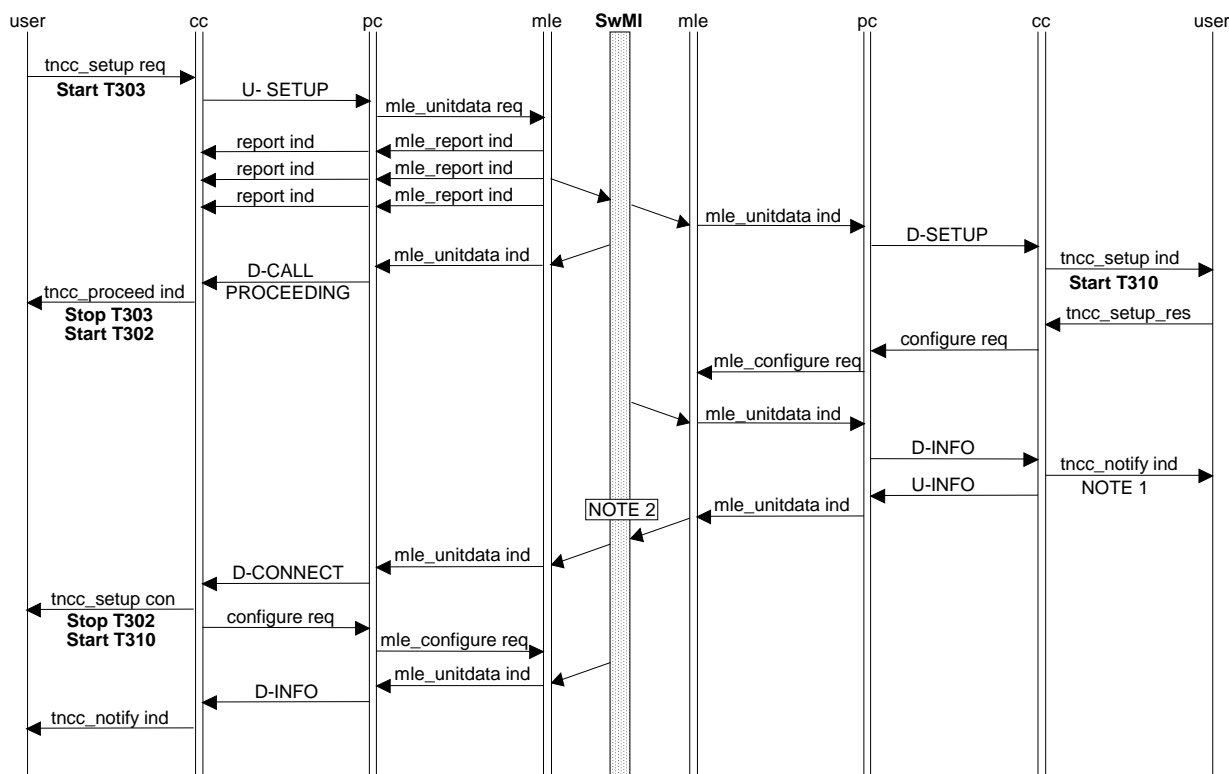 user cc pc mle SwMI mle pc cc user
tncc_setup req
Start T303
U- SETUP
mle_unitdata req
report ind
mle_report ind
report ind
mle_report ind
report ind
mle_report ind
mle_unitdata ind
D-SETUP
tncc_setup ind
Start T310
mle_unitdata ind
D-CALL
PROCEEDING
tncc_proceed ind
Stop T303
Start T302
tncc_setup_res
configure req
mle_configure req
mle_unitdata ind
D-INFO
tncc_notify ind
NOTE 1
U-INFO
mle_unitdata ind
NOTE 2
mle_unitdata ind
D-CONNECT
tncc_setup con
Stop T302
Start T310
configure req
mle_configure req
mle_unitdata ind
D-INFO
tncc_notify ind